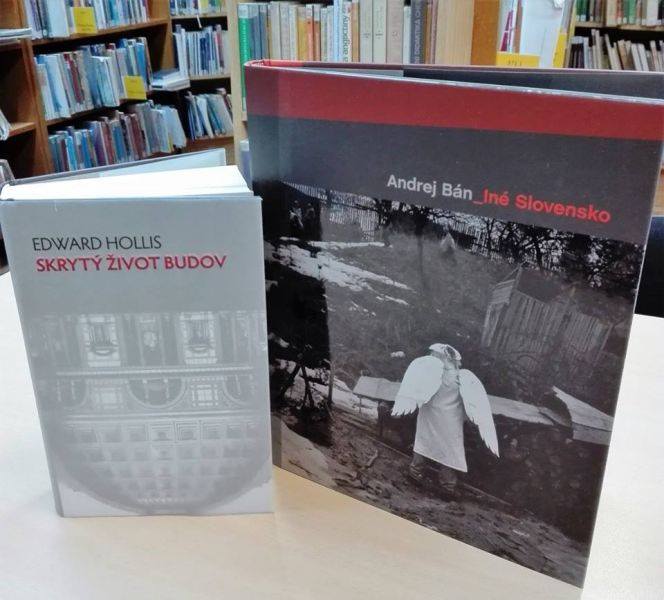 EDWARD HOLLIS
SKRYTÝ ŽIVOT BUDOV
Andrej Bán_Iné Slovensko